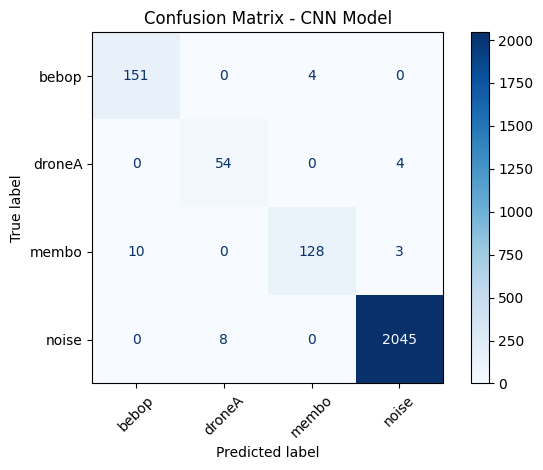 Confusion Matrix - CNN Model
True label
bebop 151 0 4 0
droneA 0 54 0 4
membo 10 0 128 3
noise 0 8 0 2045
bebop droneA membo noise
Predicted label
2000
1750
1500
1250
1000
750
500
250
0